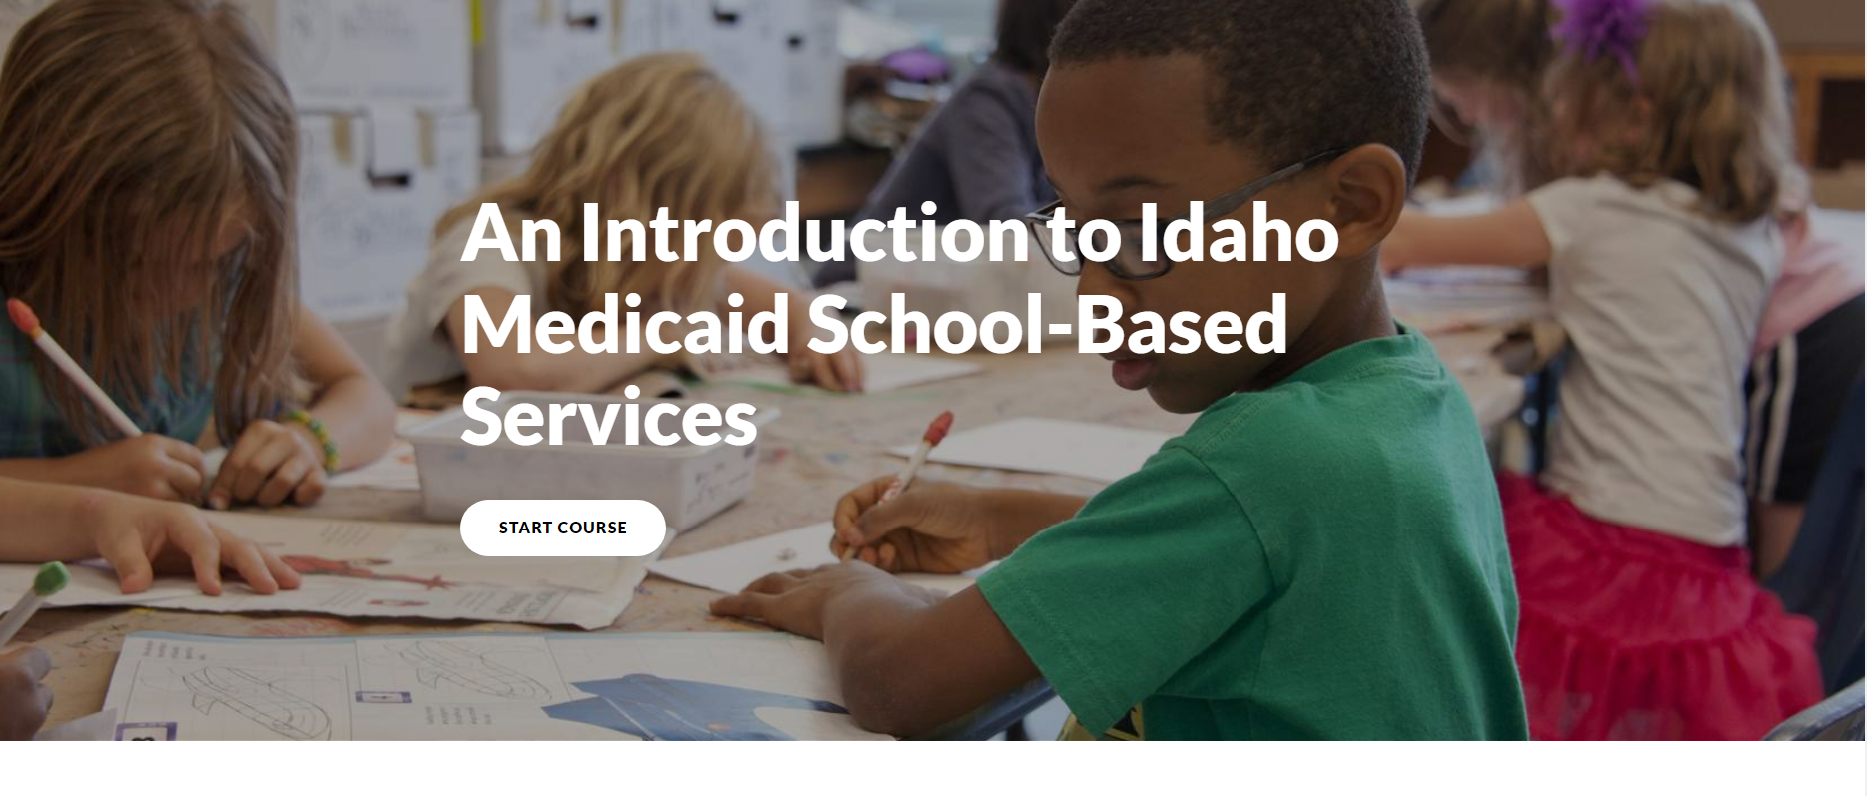 An Introduction to Idaho
Medicaid School-Based
Services
START COURSE